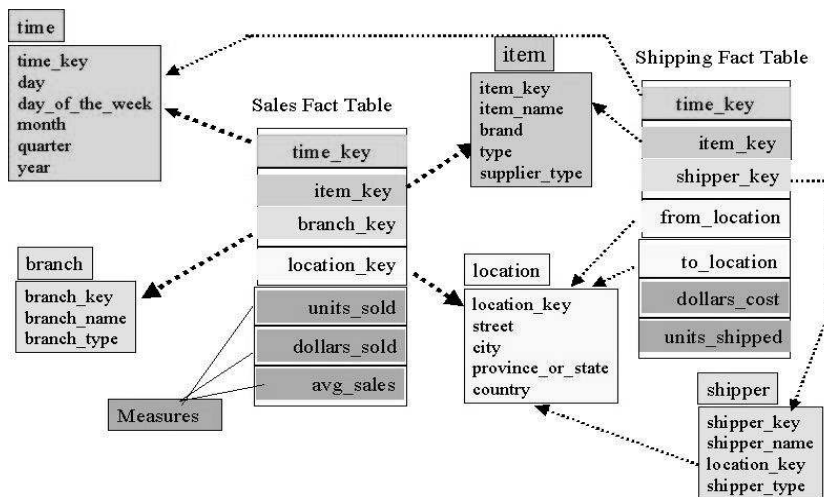 time
time_key
day
day_of_the_week
month
quarter
year
Sales Fact Table
time_key
item_key
branch_key
location_key
units_sold
dollars_sold
avg_sales
Measures
branch
branch_key
branch_name
branch_type
item
item_key
item_name
brand
type
supplier_type
location
location_key
street
city
province_or_state
country
Shipping Fact Table
time_key
item_key
shipper_key
from_location
to_location
dollars_cost
units_shipped
shipper
shipper_key
shipper_name
location_key
shipper_type